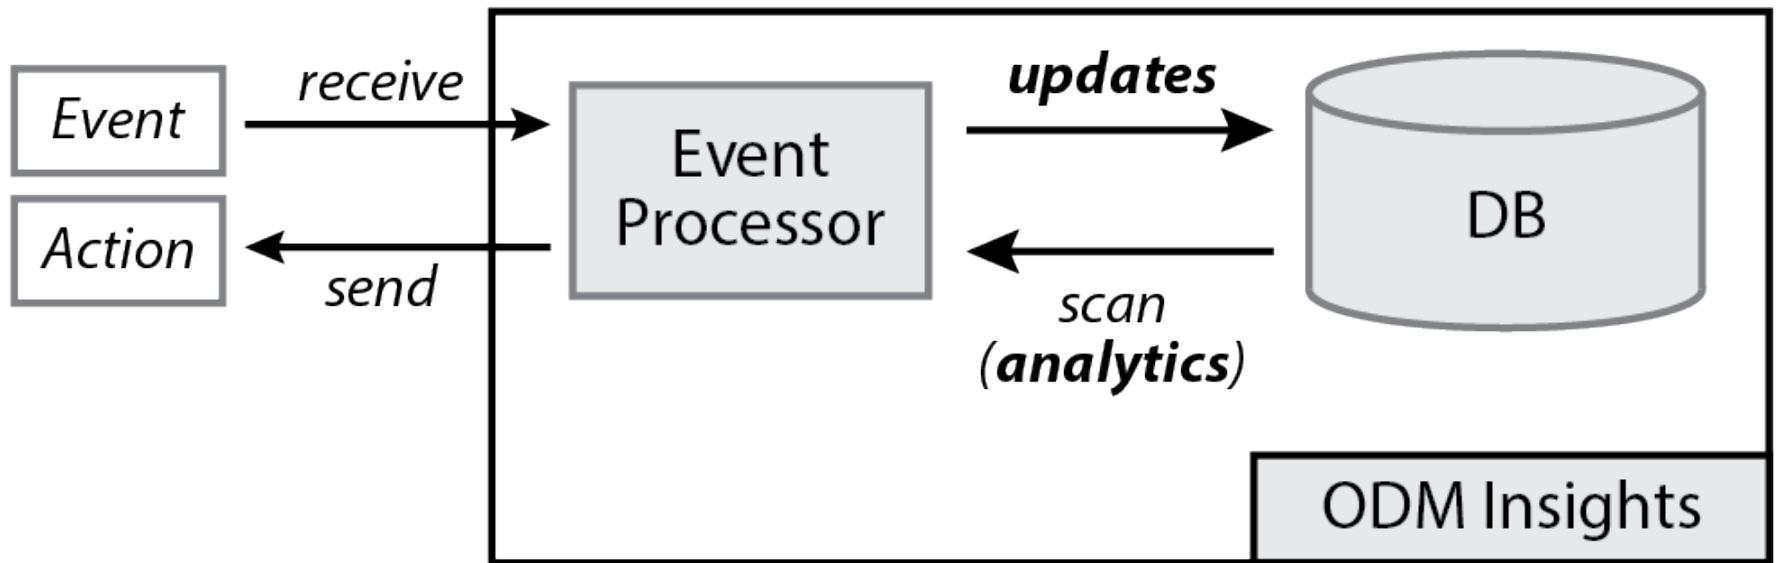 Event
receive
Action
send
Event
Processor
updates
scan
(analytics)
DB
ODM Insights